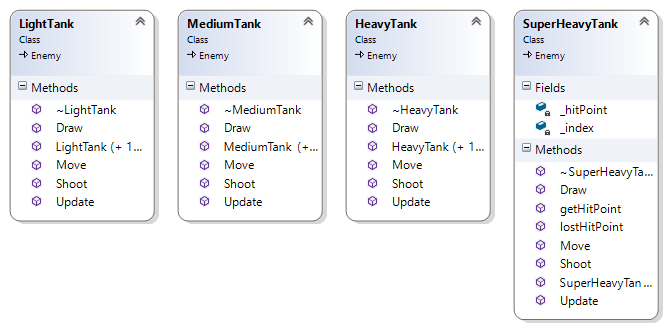 LightTank
Class
Enemy
Methods
~LightTank
Draw
LightTank (+ 1...
Move
Shoot
Update
MediumTank
Class
Enemy
Methods
~MediumTank
Draw
MediumTank (+...
Move
Shoot
Update
HeavyTank
Class
Enemy
Methods
~HeavyTank
Draw
HeavyTank (+ 1...
Move
Shoot
Update
SuperHeavyTank
Class
Enemy
Fields
_hitPoint
_index
Methods
~SuperHeavyTa...
Draw
getHitPoint
lostHitPoint
Move
Shoot
SuperHeavyTan...
Update